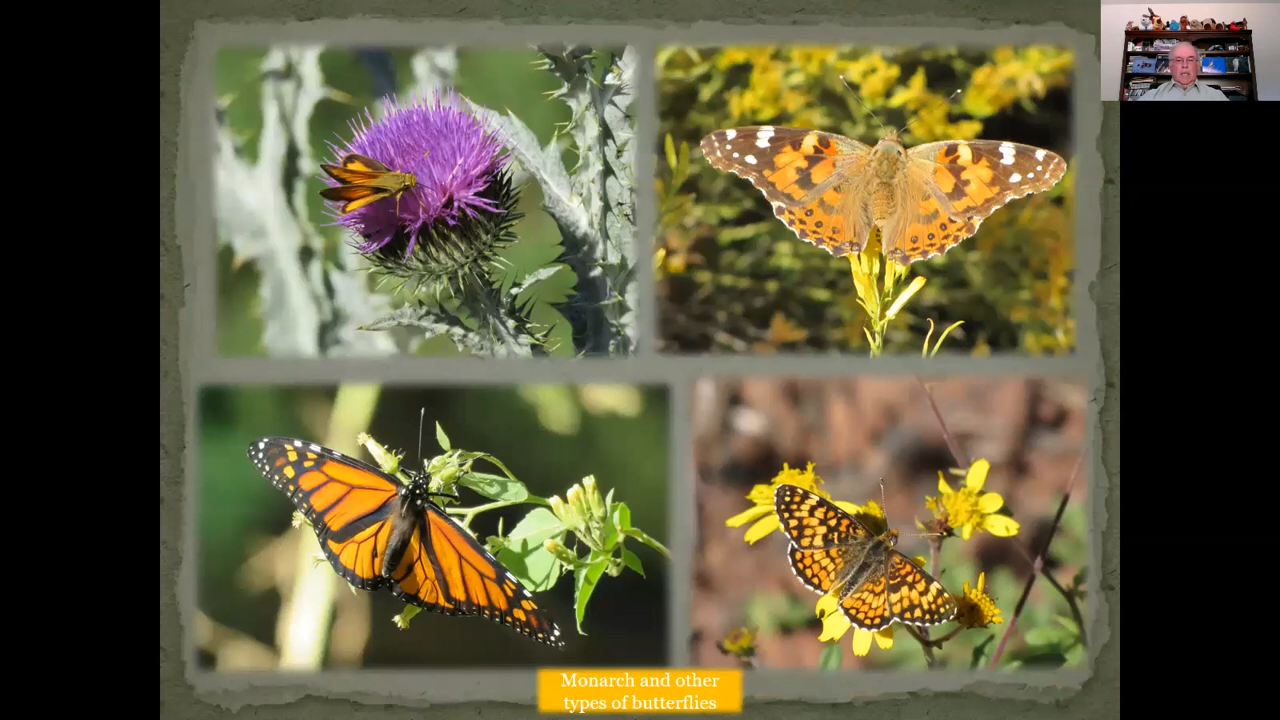 Monarch and other
types of butterflies